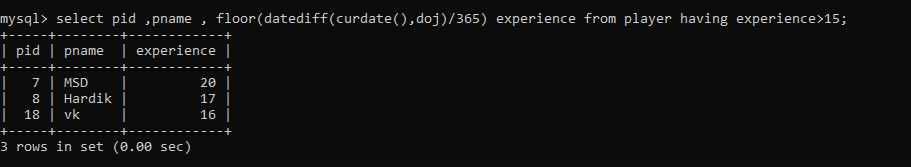 mysql> select pid ,pname , floor(datediff(curdate(),doj)/365) experience from player having experience>15;
+-----+--------+------------+
| pid | pname  | experience |
+-----+--------+------------+
|   7 | MSD    |         20 |
|   8 | Hardik |         17 |
|  18 | vk     |         16 |
+-----+--------+------------+
3 rows in set (0.00 sec)